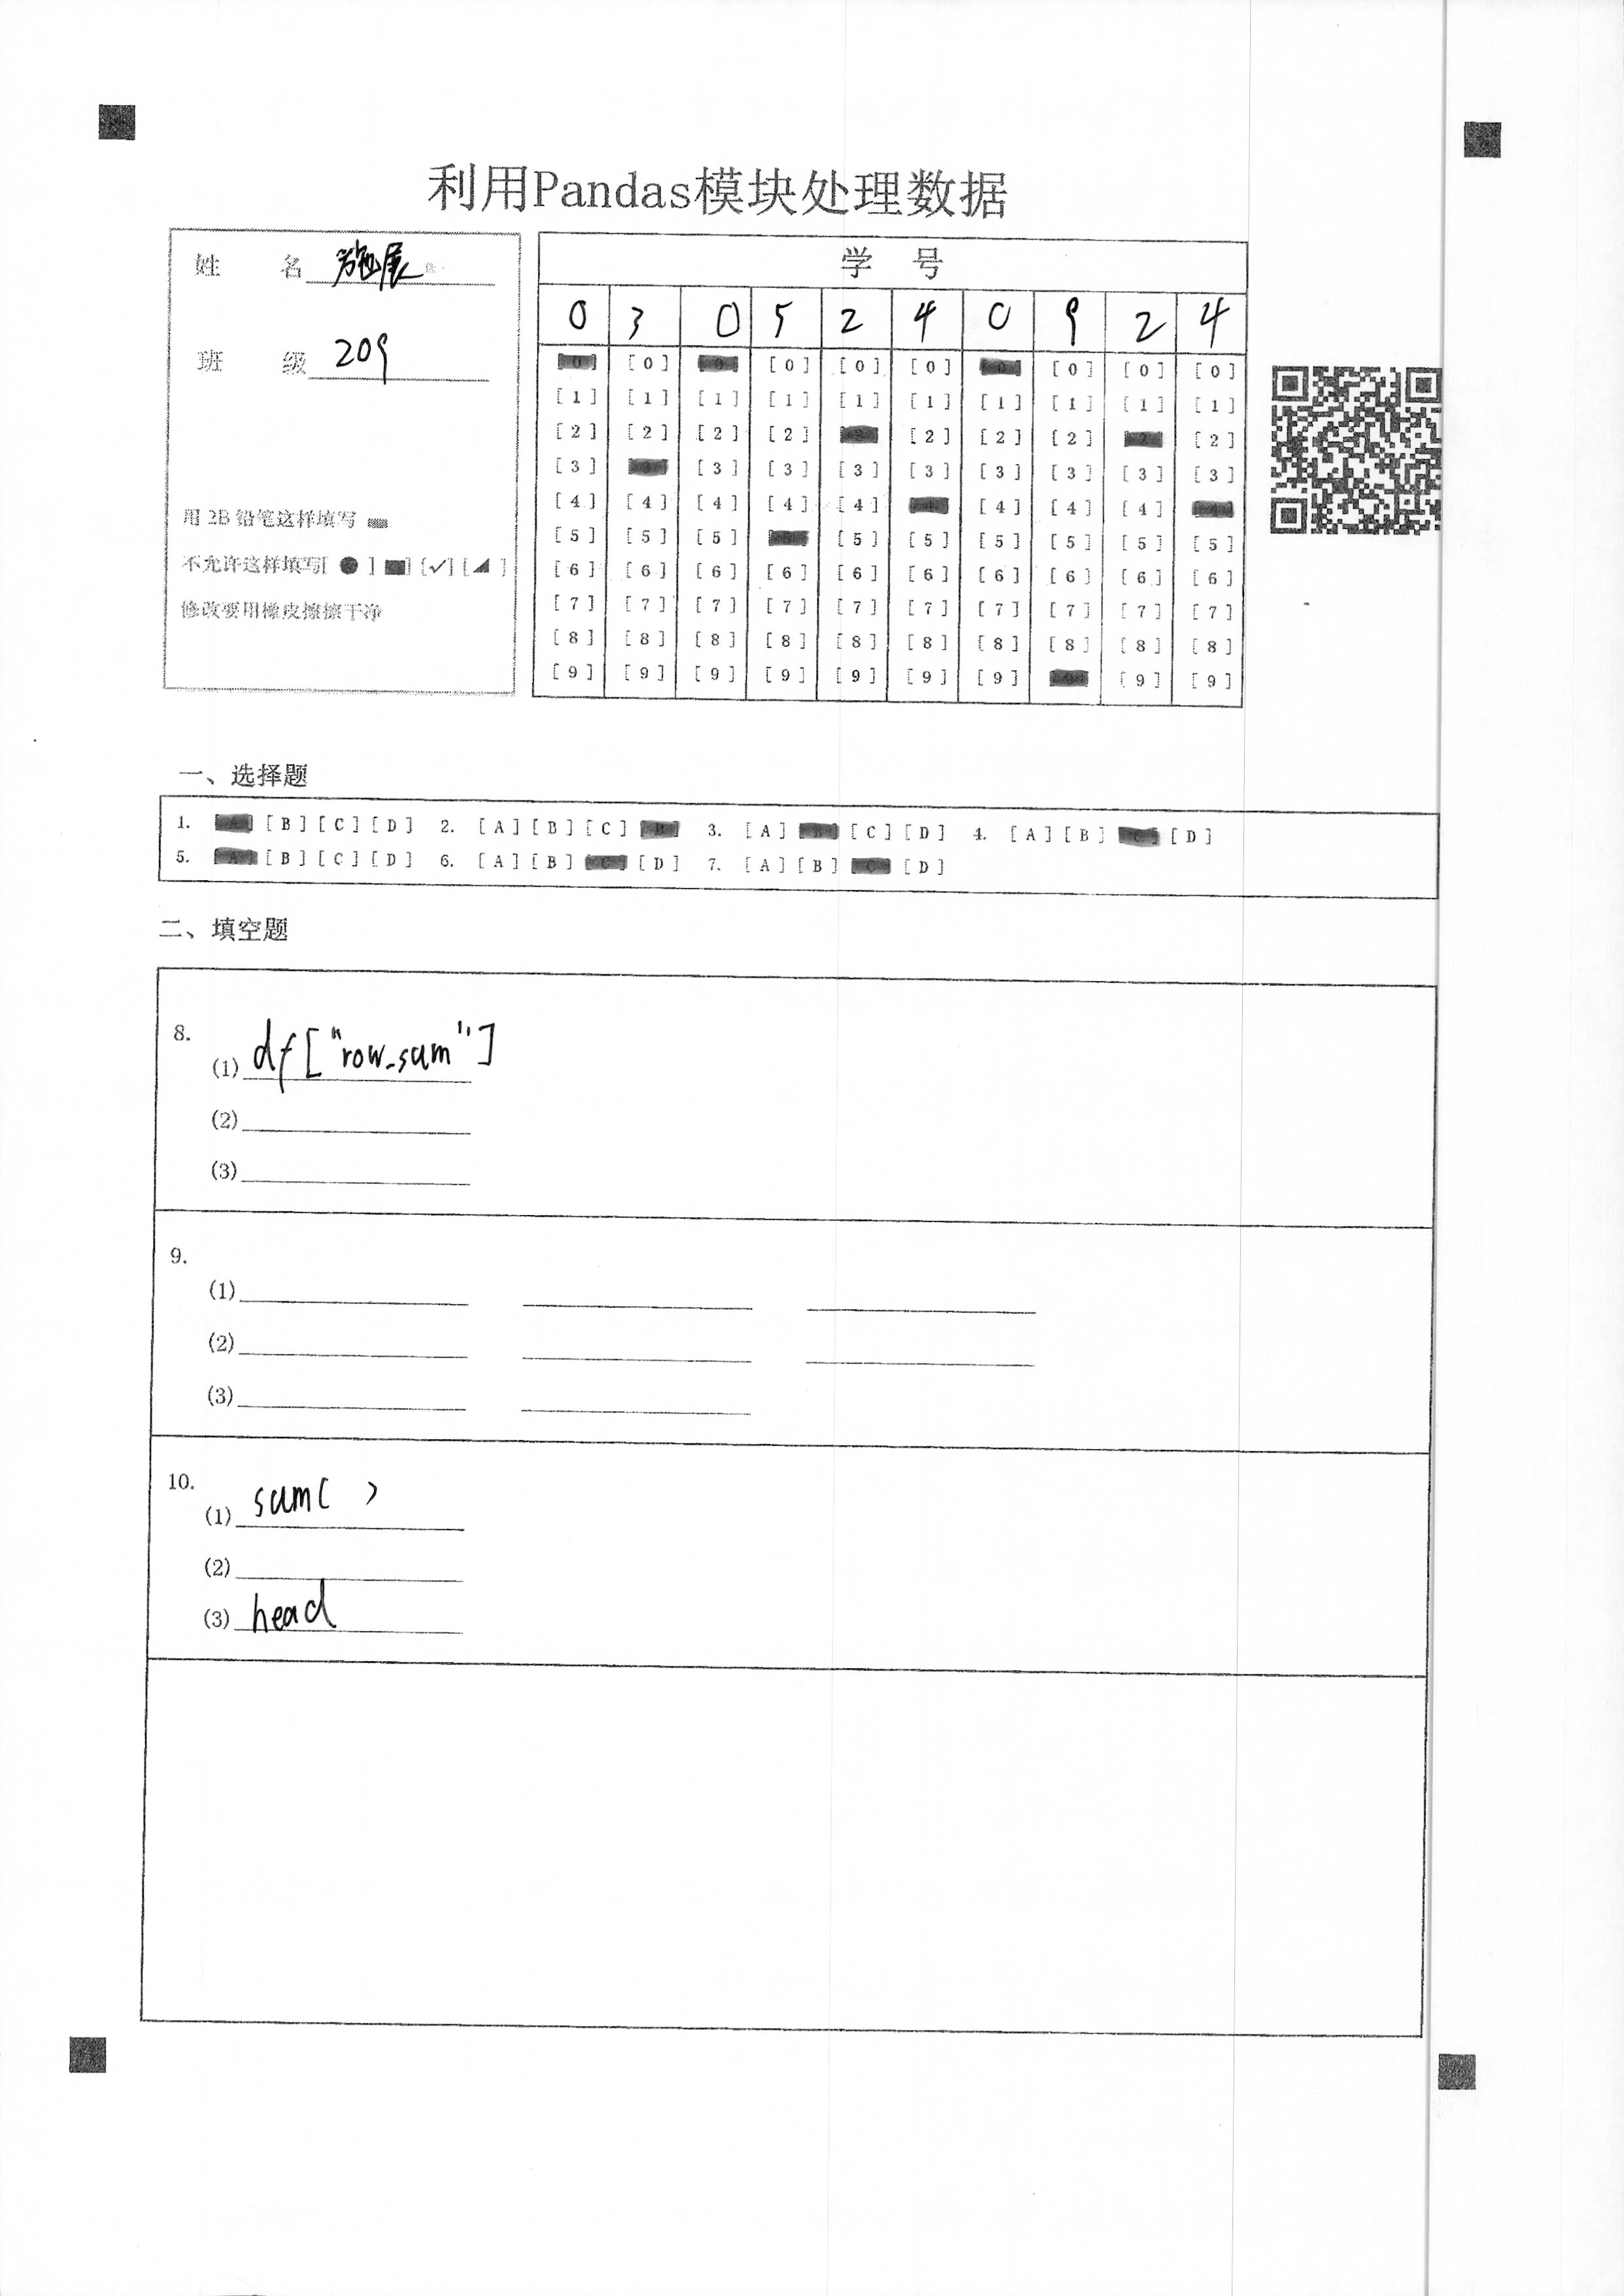 利用Pandas模块处理数据
姓 名 施展
班 级 209
用 2B 铅笔这样填写
不允许这样填写[ ● ] [■] [✓] [◢ ]
修改要用橡皮擦擦干净
学 号
0 3 0 5 2 4 0 9 2 4
[0] [0] [0] [0] [0] [0] [0] [0] [0] [0]
[1] [1] [1] [1] [1] [1] [1] [1] [1] [1]
[2] [2] [2] [2] [2] [2] [2] [2] [2] [2]
[3] [3] [3] [3] [3] [3] [3] [3] [3] [3]
[4] [4] [4] [4] [4] [4] [4] [4] [4] [4]
[5] [5] [5] [5] [5] [5] [5] [5] [5] [5]
[6] [6] [6] [6] [6] [6] [6] [6] [6] [6]
[7] [7] [7] [7] [7] [7] [7] [7] [7] [7]
[8] [8] [8] [8] [8] [8] [8] [8] [8] [8]
[9] [9] [9] [9] [9] [9] [9] [9] [9] [9]
一、选择题
1. [A] [B] [C] [D] 2. [A] [B] [C] [D] 3. [A] [B] [C] [D] 4. [A] [B] [C] [D]
5. [A] [B] [C] [D] 6. [A] [B] [C] [D] 7. [A] [B] [C] [D]
二、填空题
8.
(1) df["row_sum"]
(2)
(3)
9.
(1)
(2)
(3)
10.
(1) sum( )
(2)
(3) head